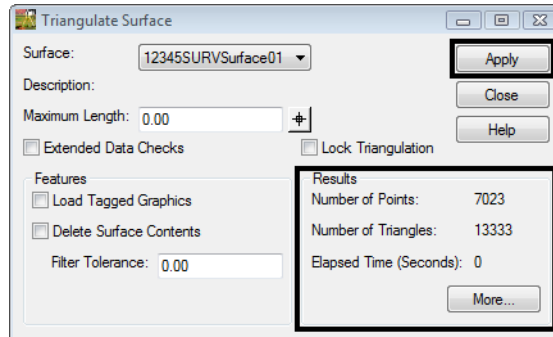 Triangulate Surface
Surface: 12345SURVSurface01
Apply
Description:
Close
Maximum Length: 0.00
Help
Extended Data Checks
Lock Triangulation
Features
Load Tagged Graphics
Delete Surface Contents
Filter Tolerance: 0.00
Results
Number of Points: 7023
Number of Triangles: 13333
Elapsed Time (Seconds): 0
More...